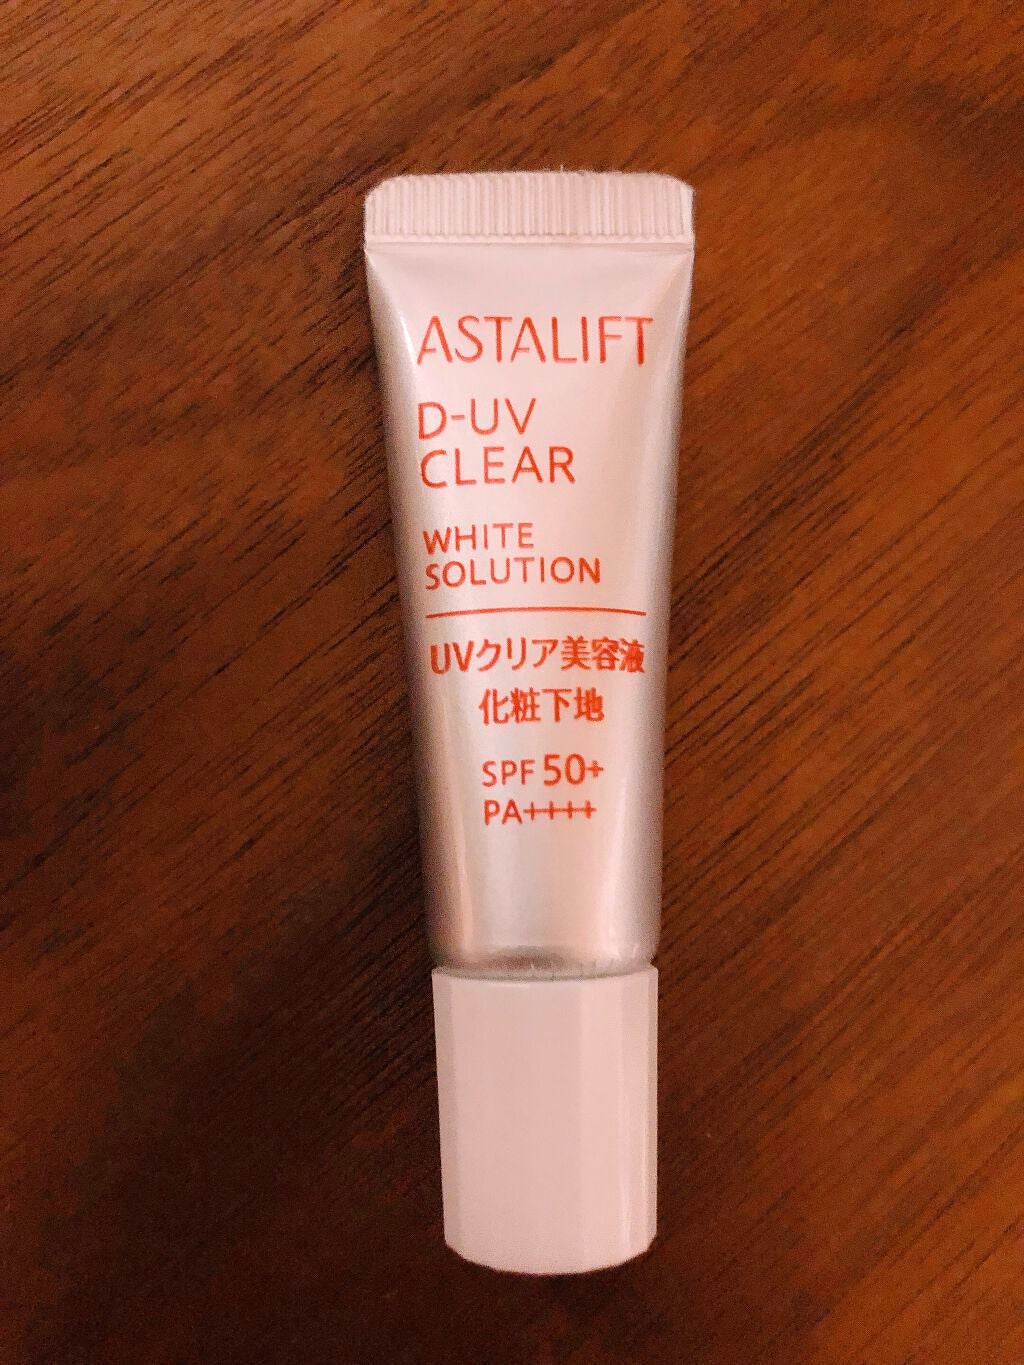 ASTALIFT
D-UV
CLEAR
WHITE
SOLUTION
UVクリア美容液
化粧下地
SPF 50+
PA++++